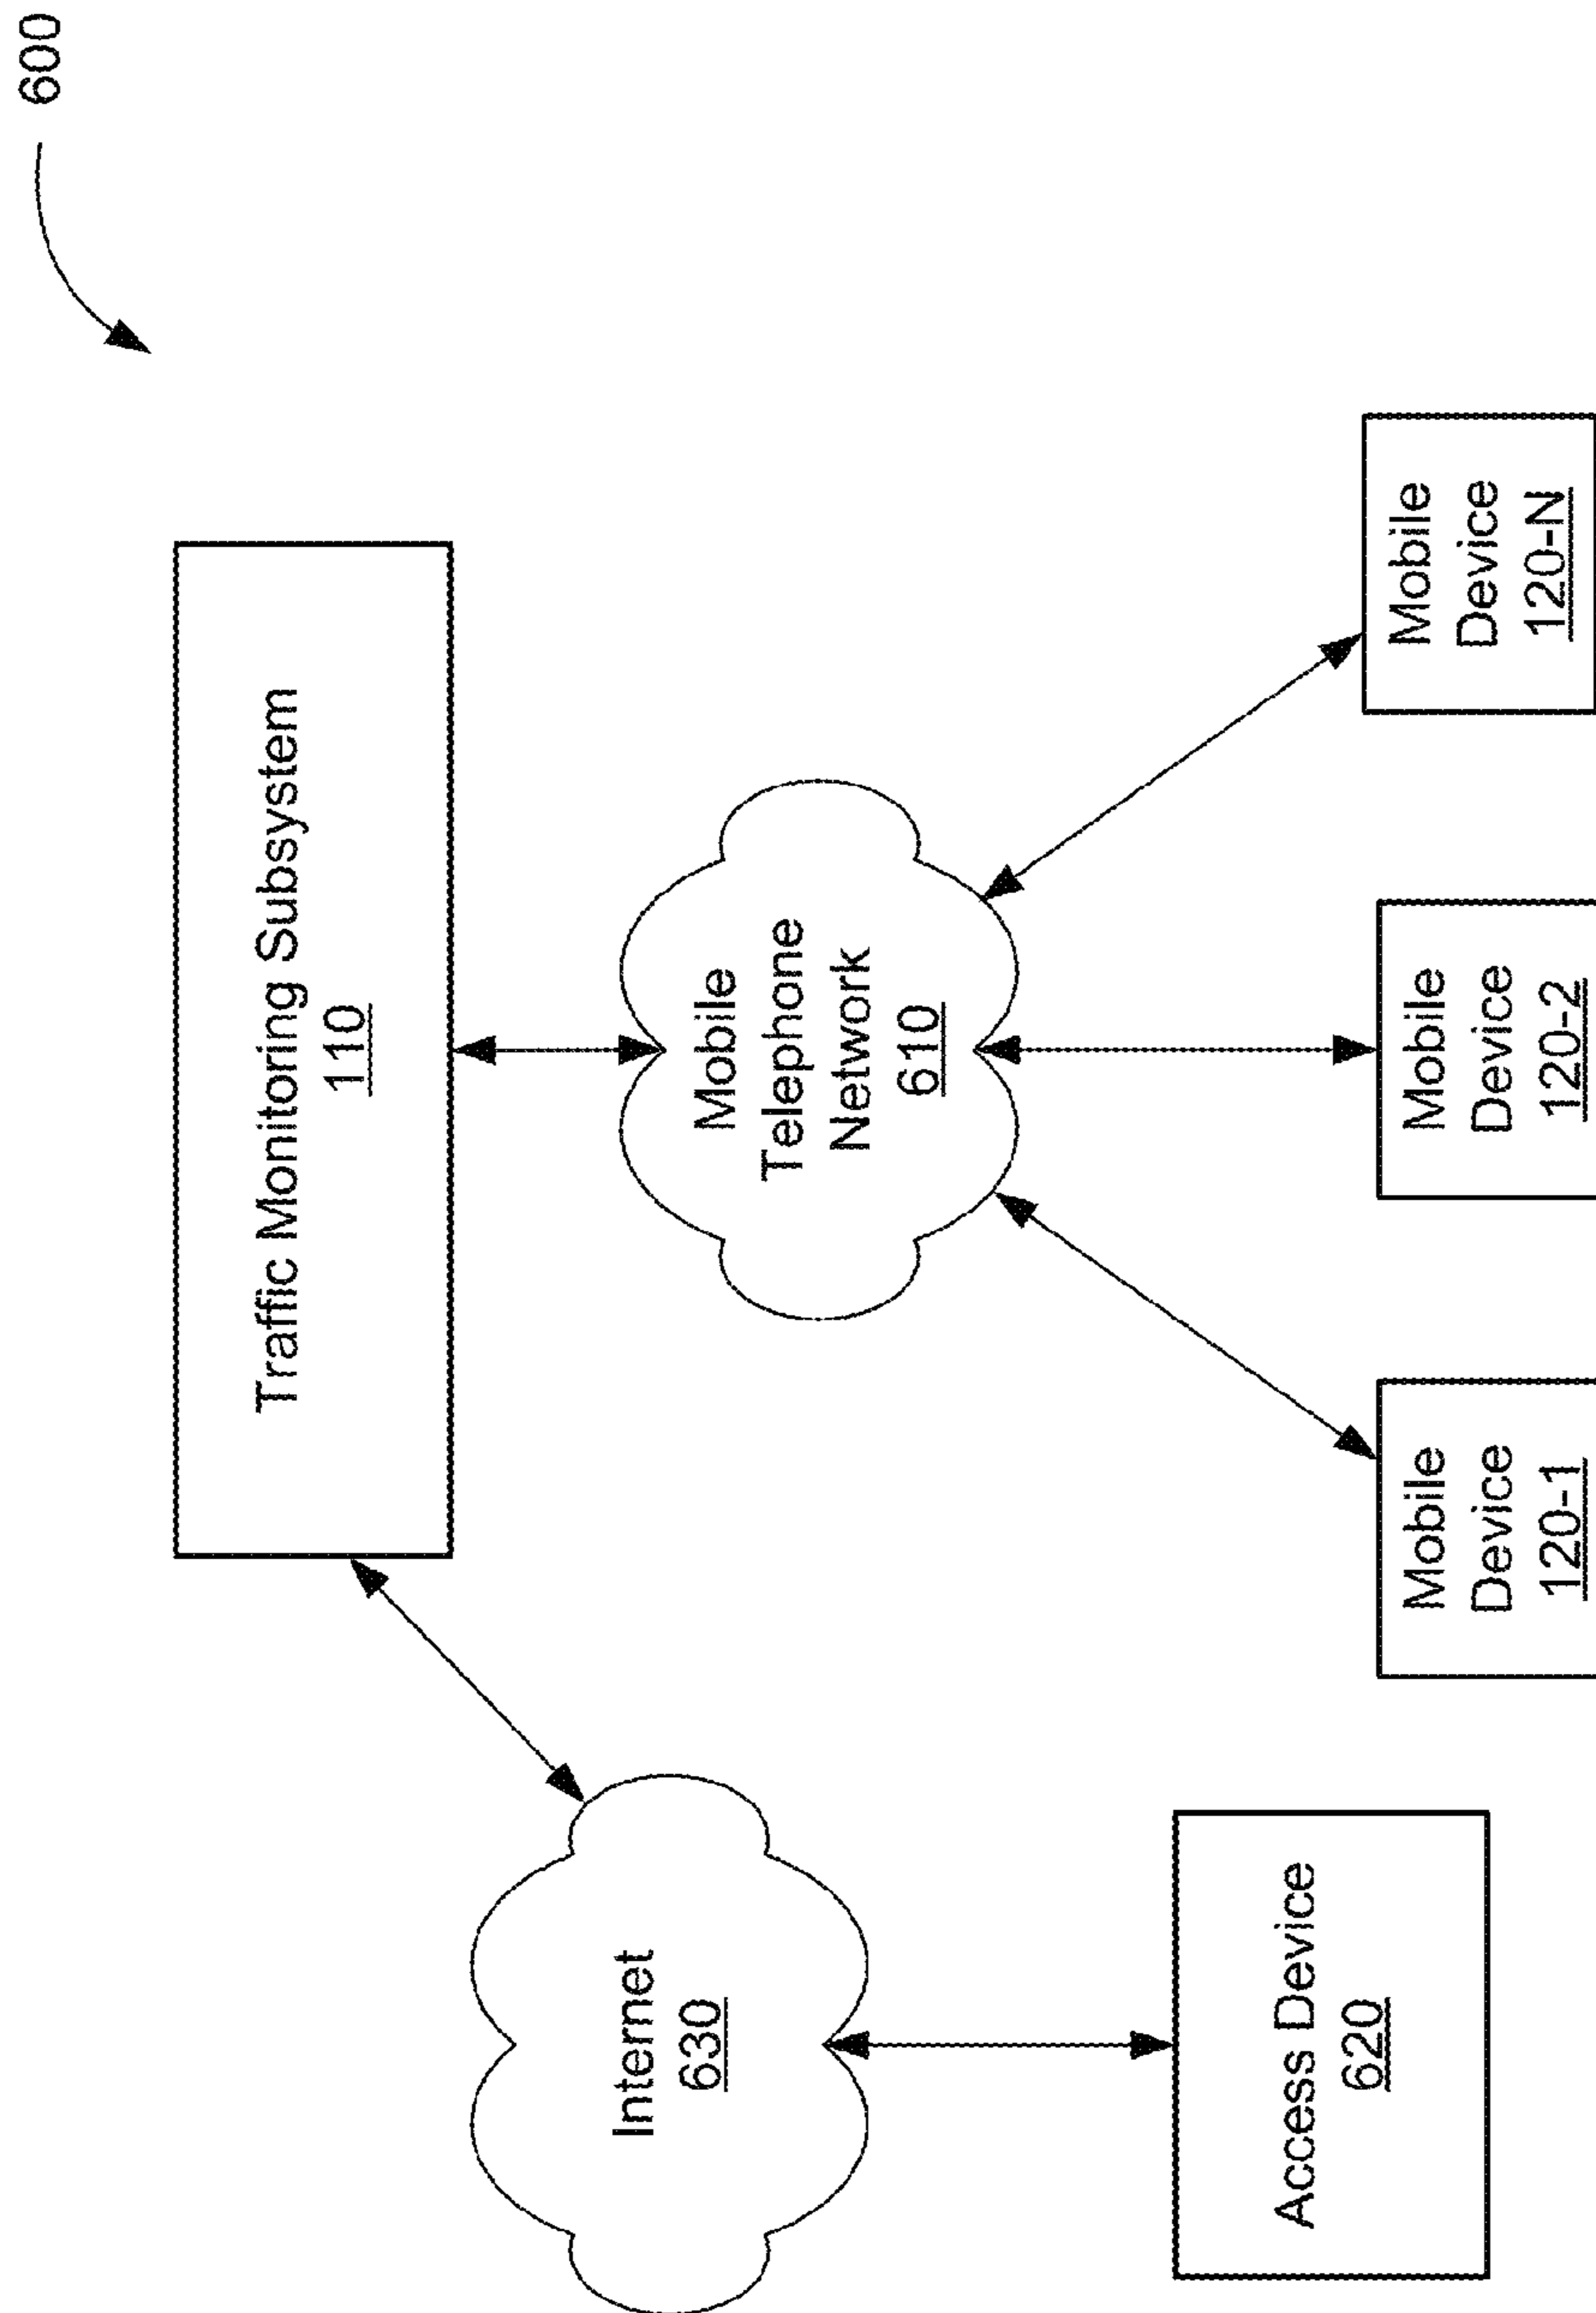 600
Traffic Monitoring Subsystem
110
Internet
630
Mobile
Telephone
Network
610
Access Device
620
Mobile
Device
120-1
Mobile
Device
120-2
Mobile
Device
120-N